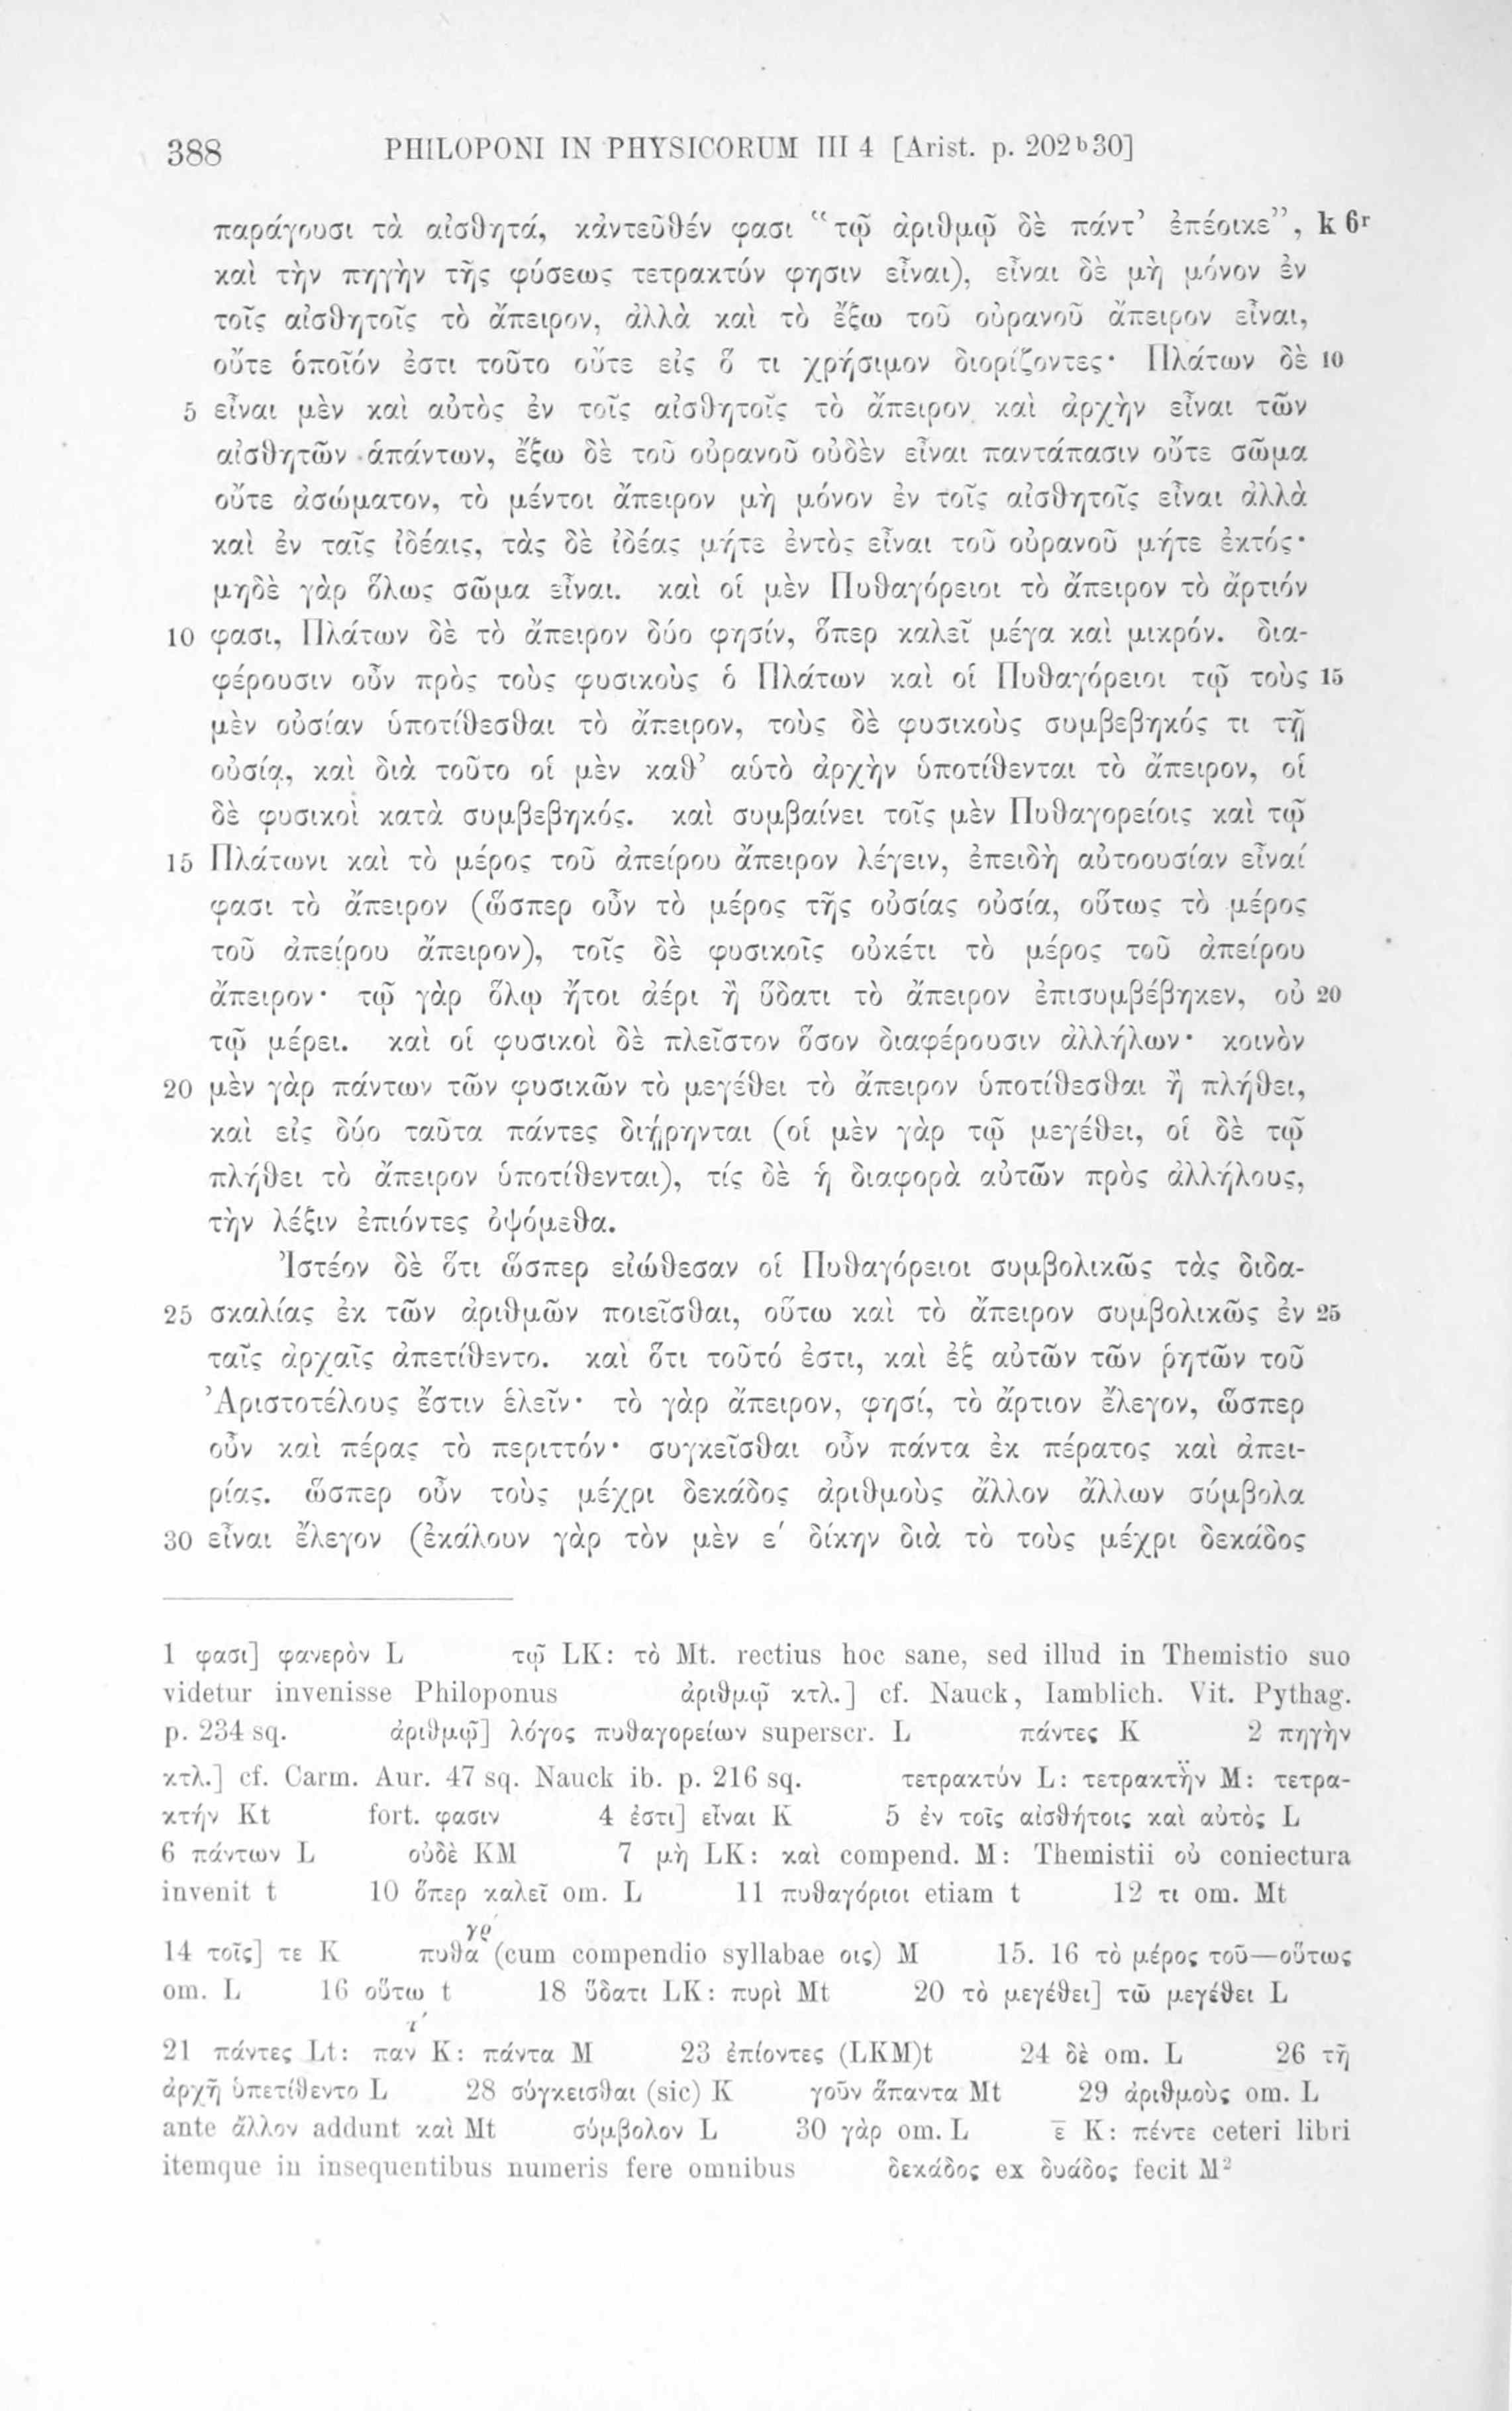 388 PHILOPONI IN PHYSICORUM III 4 [Arist. p. 202ᵇ30]
παράγουσι τὰ αἰσθητά, κἀντεῦθέν φασι “τῷ ἀριθμῷ δὲ πάντ’ ἐπέοικε”, k 6ʳ
καὶ τὴν πηγὴν τῆς φύσεως τετρακτύν φησιν εἶναι), εἶναι δὲ μὴ μόνον ἐν
τοῖς αἰσθητοῖς τὸ ἄπειρον, ἀλλὰ καὶ τὸ ἔξω τοῦ οὐρανοῦ ἄπειρον εἶναι,
οὔτε ὁποῖόν ἐστι τοῦτο οὔτε εἰς ὅ τι χρήσιμον διορίζοντες· Πλάτων δὲ 10
5 εἶναι μὲν καὶ αὐτὸς ἐν τοῖς αἰσθητοῖς τὸ ἄπειρον καὶ ἀρχὴν εἶναι τῶν
αἰσθητῶν ἁπάντων, ἔξω δὲ τοῦ οὐρανοῦ οὐδὲν εἶναι παντάπασιν οὔτε σῶμα
οὔτε ἀσώματον, τὸ μέντοι ἄπειρον μὴ μόνον ἐν τοῖς αἰσθητοῖς εἶναι ἀλλὰ
καὶ ἐν ταῖς ἰδέαις, τὰς δὲ ἰδέας μήτε ἐντὸς εἶναι τοῦ οὐρανοῦ μήτε ἐκτός·
μηδὲ γὰρ ὅλως σῶμα εἶναι. καὶ οἱ μὲν Πυθαγόρειοι τὸ ἄπειρον τὸ ἄρτιόν
10 φασι, Πλάτων δὲ τὸ ἄπειρον δύο φησίν, ὅπερ καλεῖ μέγα καὶ μικρόν. δια-
φέρουσιν οὖν πρὸς τοὺς φυσικοὺς ὁ Πλάτων καὶ οἱ Πυθαγόρειοι τῷ τοὺς 15
μὲν οὐσίαν ὑποτίθεσθαι τὸ ἄπειρον, τοὺς δὲ φυσικοὺς συμβεβηκός τι τῇ
οὐσίᾳ, καὶ διὰ τοῦτο οἱ μὲν καθ’ αὑτὸ ἀρχὴν ὑποτίθενται τὸ ἄπειρον, οἱ
δὲ φυσικοὶ κατὰ συμβεβηκός. καὶ συμβαίνει τοῖς μὲν Πυθαγορείοις καὶ τῷ
15 Πλάτωνι καὶ τὸ μέρος τοῦ ἀπείρου ἄπειρον λέγειν, ἐπειδὴ αὐτοουσίαν εἶναί
φασι τὸ ἄπειρον (ὥσπερ οὖν τὸ μέρος τῆς οὐσίας οὐσία, οὕτως τὸ μέρος
τοῦ ἀπείρου ἄπειρον), τοῖς δὲ φυσικοῖς οὐκέτι τὸ μέρος τοῦ ἀπείρου
ἄπειρον· τῷ γὰρ ὅλῳ ἤτοι ἀέρι ἢ ὕδατι τὸ ἄπειρον ἐπισυμβέβηκεν, οὐ 20
τῷ μέρει. καὶ οἱ φυσικοὶ δὲ πλεῖστον ὅσον διαφέρουσιν ἀλλήλων· κοινὸν
20 μὲν γὰρ πάντων τῶν φυσικῶν τὸ μεγέθει τὸ ἄπειρον ὑποτίθεσθαι ἢ πλήθει,
καὶ εἰς δύο ταῦτα πάντες διῄρηνται (οἱ μὲν γὰρ τῷ μεγέθει, οἱ δὲ τῷ
πλήθει τὸ ἄπειρον ὑποτίθενται), τίς δὲ ἡ διαφορὰ αὐτῶν πρὸς ἀλλήλους,
τὴν λέξιν ἐπιόντες ὀψόμεθα.
Ἰστέον δὲ ὅτι ὥσπερ εἰώθεσαν οἱ Πυθαγόρειοι συμβολικῶς τὰς διδα-
25 σκαλίας ἐκ τῶν ἀριθμῶν ποιεῖσθαι, οὕτω καὶ τὸ ἄπειρον συμβολικῶς ἐν 25
ταῖς ἀρχαῖς ἀπετίθεντο. καὶ ὅτι τοῦτό ἐστι, καὶ ἐξ αὐτῶν τῶν ῥητῶν τοῦ
Ἀριστοτέλους ἔστιν ἑλεῖν· τὸ γὰρ ἄπειρον, φησί, τὸ ἄρτιον ἔλεγον, ὥσπερ
οὖν καὶ πέρας τὸ περιττόν· συγκεῖσθαι οὖν πάντα ἐκ πέρατος καὶ ἀπει-
ρίας. ὥσπερ οὖν τοὺς μέχρι δεκάδος ἀριθμοὺς ἄλλον ἄλλων σύμβολα
30 εἶναι ἔλεγον (ἐκάλουν γὰρ τὸν μὲν ε′ δίκην διὰ τὸ τοὺς μέχρι δεκάδος
1 φασι] φανερὸν L τῷ LK: τὸ Mt. rectius hoc sane, sed illud in Themistio suo
videtur invenisse Philoponus ἀριθμῷ κτλ.] cf. Nauck, Iamblich. Vit. Pythag.
p. 234 sq. ἀριθμῷ] λόγος πυθαγορείων superscr. L πάντες K 2 πηγὴν
κτλ.] cf. Carm. Aur. 47 sq. Nauck ib. p. 216 sq. τετρακτύν L: τετρακτὴν M: τετρα-
κτήν Kt fort. φασιν 4 ἐστι] εἶναι K 5 ἐν τοῖς αἰσθήτοις καὶ αὐτὸς L
6 πάντων L οὐδὲ KM 7 μὴ LK: καὶ compend. M: Themistii οὐ coniectura
invenit t 10 ὅπερ καλεῖ om. L 11 πυθαγόριοι etiam t 12 τι om. Mt
14 τοῖς] τε K πυθαγρ (cum compendio syllabae οις) M 15. 16 τὸ μέρος τοῦ—οὕτως
om. L 16 οὕτω t 18 ὕδατι LK: πυρὶ Mt 20 τὸ μεγέθει] τῶ μεγέθει L
21 πάντες Lt: παντ K: πάντα M 23 ἐπίοντες (LKM)t 24 δὲ om. L 26 τῆ
ἀρχῆ ὑπετίθεντο L 28 σύγκεισθαι (sic) K γοῦν ἅπαντα Mt 29 ἀριθμοὺς om. L
ante ἄλλον addunt καὶ Mt σύμβολον L 30 γὰρ om. L ε̄ K: πέντε ceteri libri
itemque in insequentibus numeris fere omnibus δεκάδος ex δυάδος fecit M²